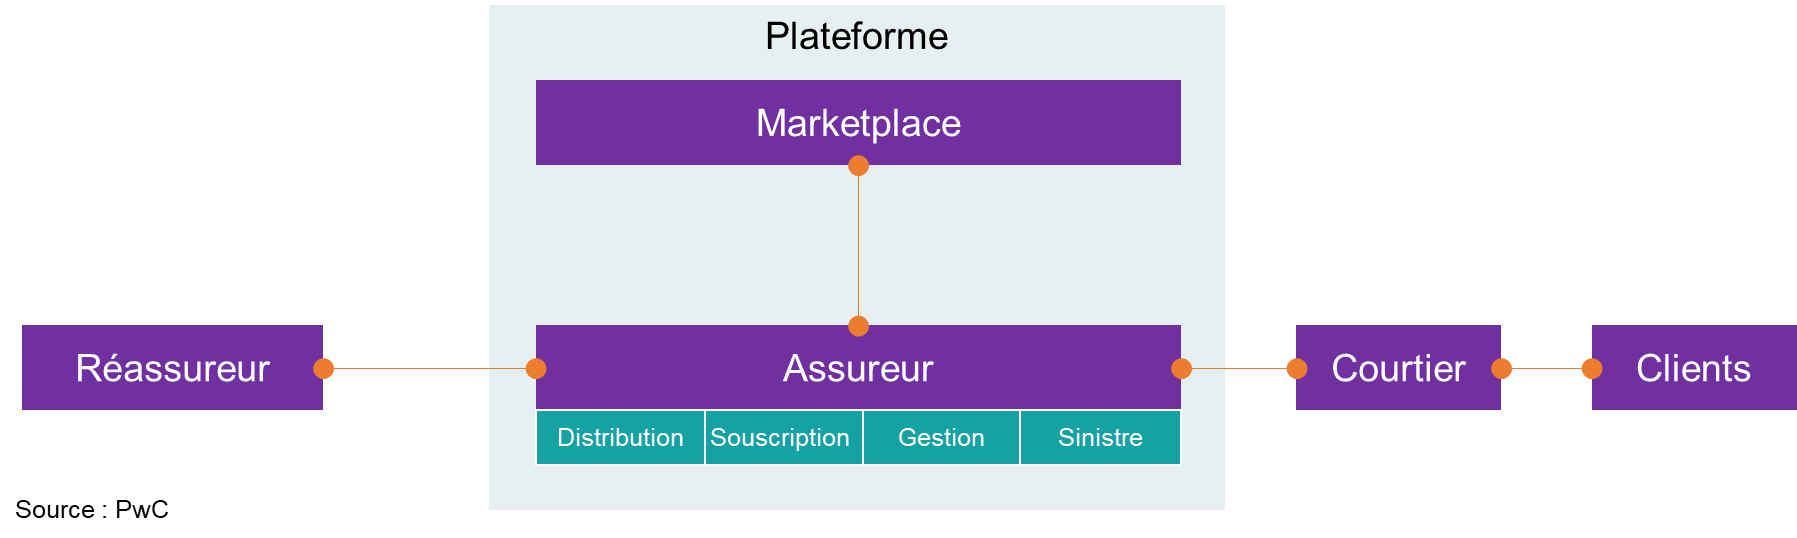 Plateforme
Marketplace
Réassureur
Assureur
Courtier
Clients
Distribution
Souscription
Gestion
Sinistre
Source : PwC